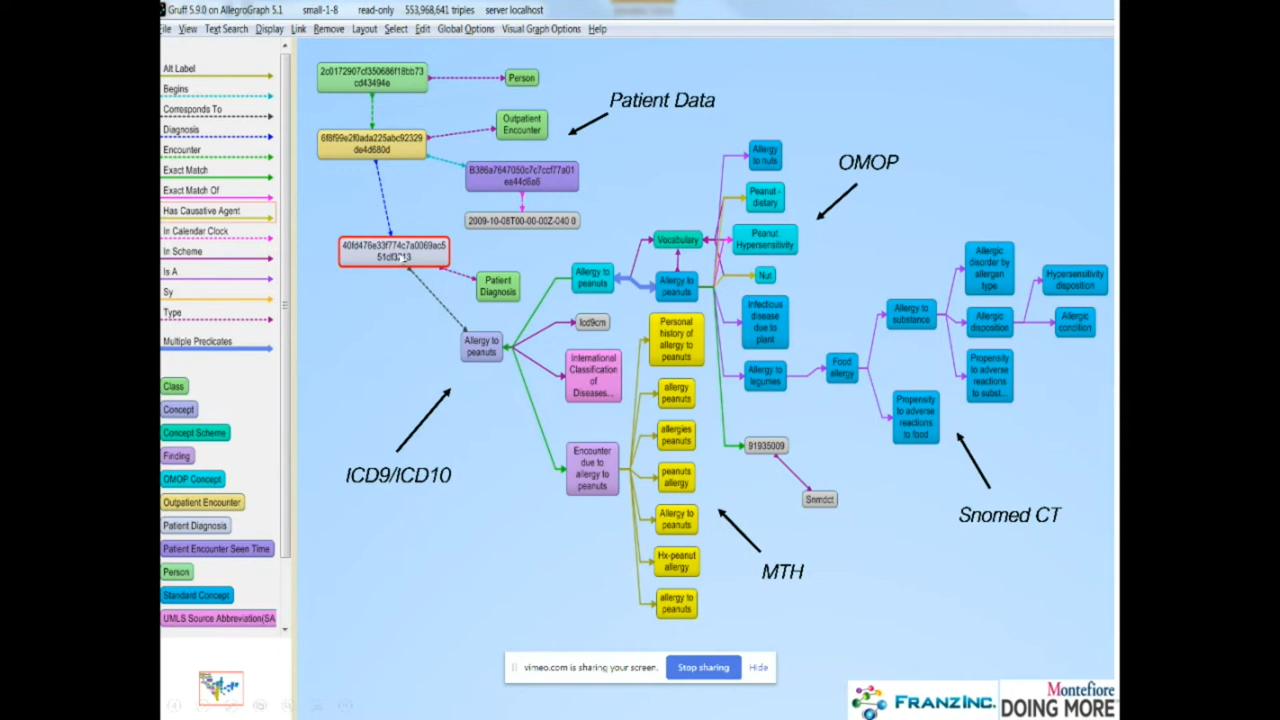 Gruff 5.9.0 on AllegroGraph 5.1 small-1-8 read-only 553,968,641 triples server localhost
File View Text Search Display Link Remove Layout Select Edit Global Options Visual Graph Options Help
Alt Label
Begins
Corresponds To
Diagnosis
Encounter
Exact Match
Exact Match Of
Has Causative Agent
In Calendar Clock
In Scheme
Is A
Sy
Type
Multiple Predicates
Class
Concept
Concept Scheme
Finding
OMOP Concept
Outpatient Encounter
Patient Diagnosis
Patient Encounter Seen Time
Person
Standard Concept
UMLS Source Abbreviation(SA
Person
Patient Data
Outpatient
Encounter
2009-10-08T00-00-00Z-040 0
Patient
Diagnosis
Allergy to
peanuts
ICD9/ICD10
Allergy to
peanuts
Icd9cm
International
Classification
of
Diseases...
Encounter
due to
allergy to
peanuts
Vocabulary
Allergy to
peanuts
Personal
history of
allergy to
peanuts
allergy
peanuts
allergies
peanuts
peanuts
allergy
Allergy to
peanuts
Hx-peanut
allergy
allergy to
peanuts
MTH
Allergy
to nuts
Peanut -
dietary
Peanut
Hypersensitivity
Nut
Infectious
disease
due to
plant
Allergy to
legumes
91935009
Snmdct
OMOP
Food
allergy
Allergy to
substance
Propensity
to adverse
reactions
to food
Allergic
disorder by
allergen
type
Allergic
disposition
Propensity
to adverse
reactions
to subst...
Hypersensitivity
disposition
Allergic
condition
Snomed CT
vimeo.com is sharing your screen. Stop sharing Hide
FRANZ INC.
Montefiore
DOING MORE